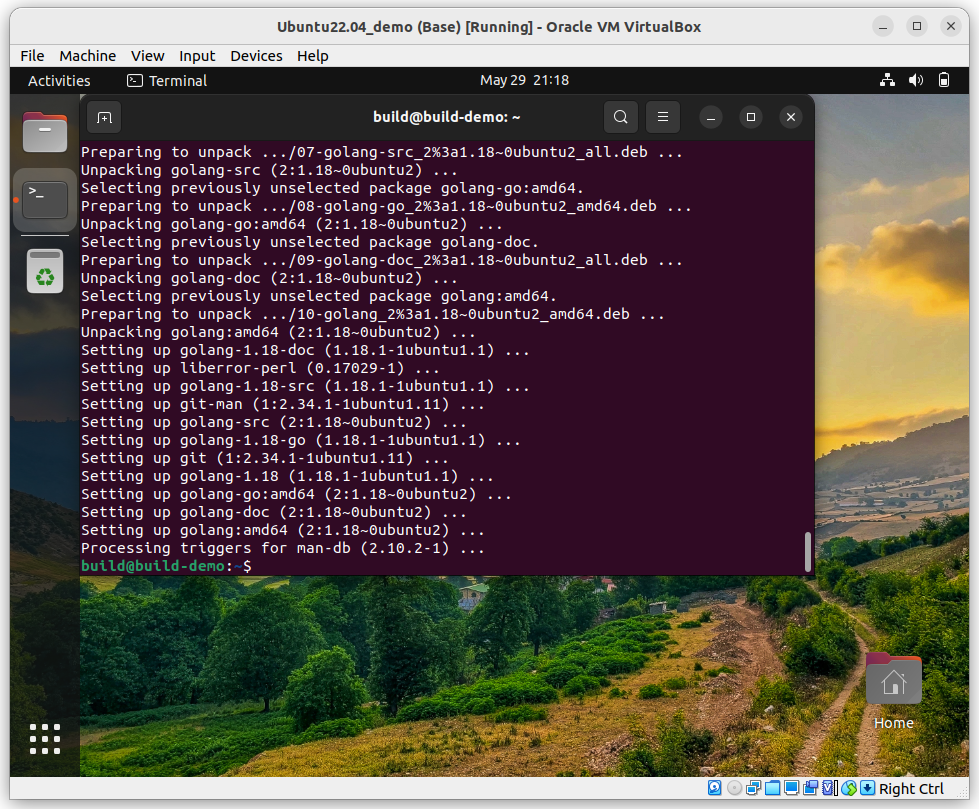 Ubuntu22.04_demo (Base) [Running] - Oracle VM VirtualBox
File Machine View Input Devices Help
Activities Terminal May 29 21:18
build@build-demo: ~
Preparing to unpack .../07-golang-src_2%3a1.18~0ubuntu2_all.deb ...
Unpacking golang-src (2:1.18~0ubuntu2) ...
Selecting previously unselected package golang-go:amd64.
Preparing to unpack .../08-golang-go_2%3a1.18~0ubuntu2_amd64.deb ...
Unpacking golang-go:amd64 (2:1.18~0ubuntu2) ...
Selecting previously unselected package golang-doc.
Preparing to unpack .../09-golang-doc_2%3a1.18~0ubuntu2_all.deb ...
Unpacking golang-doc (2:1.18~0ubuntu2) ...
Selecting previously unselected package golang:amd64.
Preparing to unpack .../10-golang_2%3a1.18~0ubuntu2_amd64.deb ...
Unpacking golang:amd64 (2:1.18~0ubuntu2) ...
Setting up golang-1.18-doc (1.18.1-1ubuntu1.1) ...
Setting up liberror-perl (0.17029-1) ...
Setting up golang-1.18-src (1.18.1-1ubuntu1.1) ...
Setting up git-man (1:2.34.1-1ubuntu1.11) ...
Setting up golang-src (2:1.18~0ubuntu2) ...
Setting up golang-1.18-go (1.18.1-1ubuntu1.1) ...
Setting up git (1:2.34.1-1ubuntu1.11) ...
Setting up golang-1.18 (1.18.1-1ubuntu1.1) ...
Setting up golang-go:amd64 (2:1.18~0ubuntu2) ...
Setting up golang-doc (2:1.18~0ubuntu2) ...
Setting up golang:amd64 (2:1.18~0ubuntu2) ...
Processing triggers for man-db (2.10.2-1) ...
build@build-demo:~$
Home
Right Ctrl